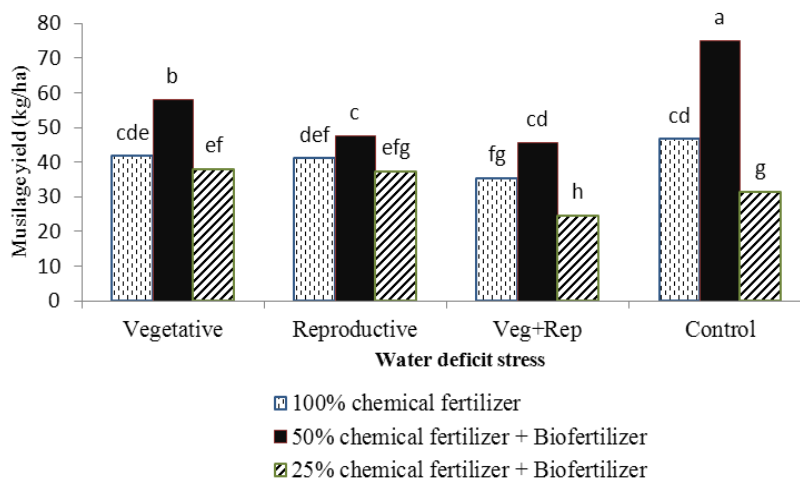 Musilage yield (kg/ha)
80
70
60
50
40
30
20
10
0
cde
b
ef
def
c
efg
fg
cd
h
cd
a
g
Vegetative
Reproductive
Veg+Rep
Control
Water deficit stress
100% chemical fertilizer
50% chemical fertilizer + Biofertilizer
25% chemical fertilizer + Biofertilizer